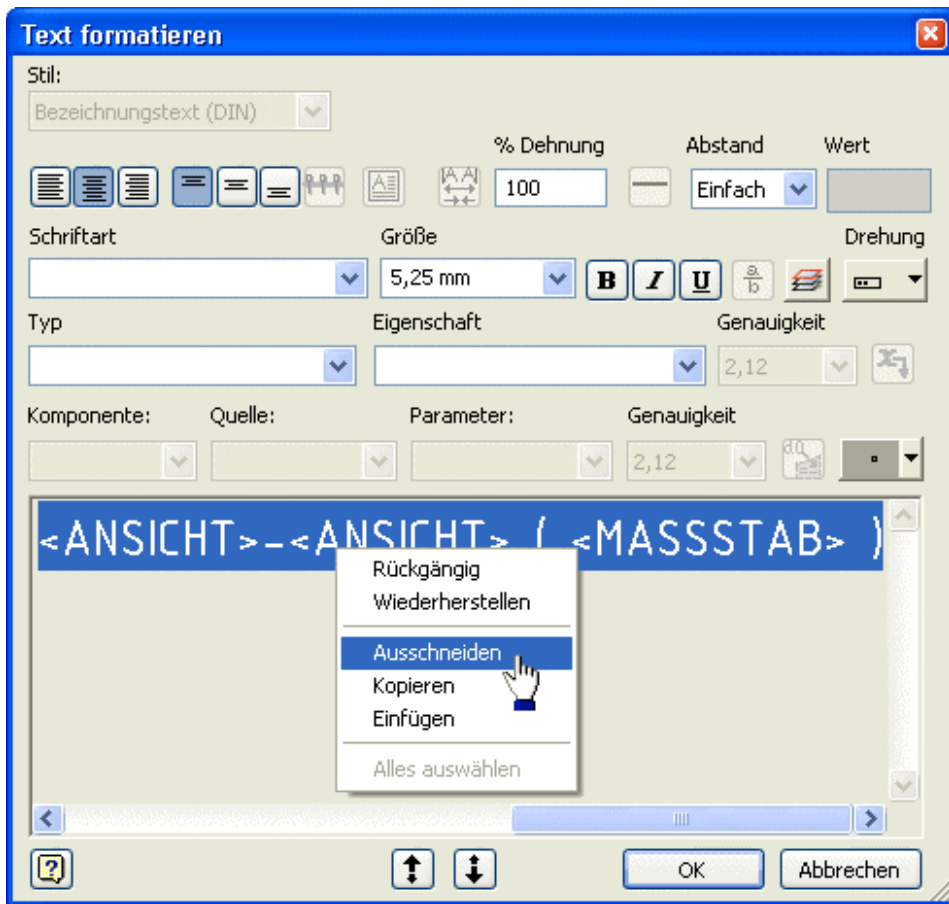 Text formatieren
Stil:
Bezeichnungstext (DIN)
% Dehnung Abstand Wert
100 Einfach
Schriftart Größe Drehung
5,25 mm B I U a/b
Typ Eigenschaft Genauigkeit
2,12
Komponente: Quelle: Parameter: Genauigkeit
2,12
<ANSICHT>-<ANSICHT> ( <MASSSTAB> )
Rückgängig
Wiederherstellen
Ausschneiden
Kopieren
Einfügen
Alles auswählen
OK Abbrechen